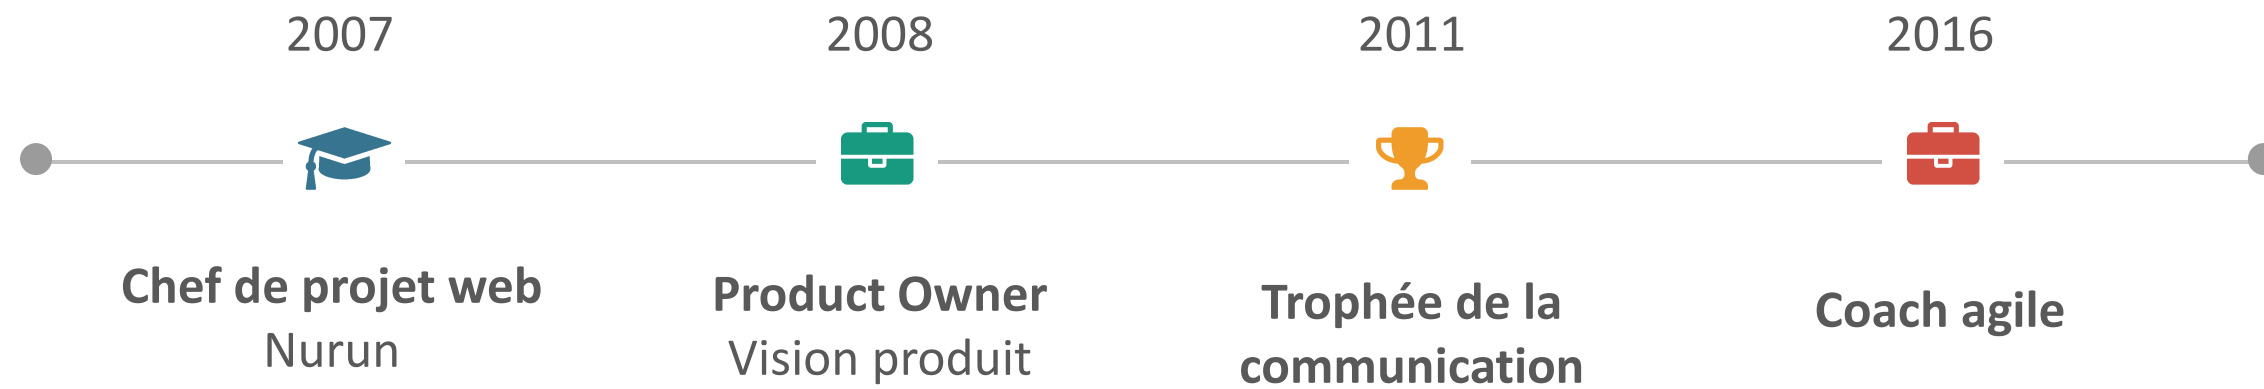 2007
2008
2011
2016
Chef de projet web
Nurun
Product Owner
Vision produit
Trophée de la
communication
Coach agile